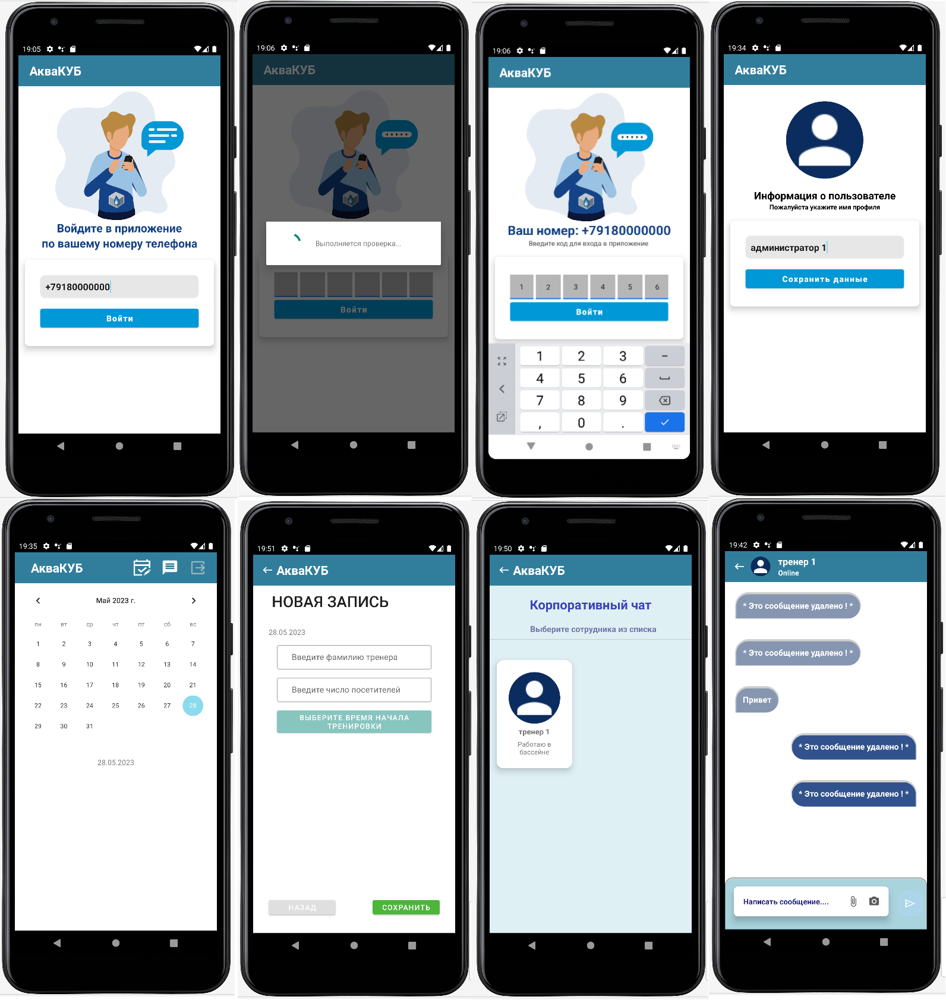 19:05
АкваКУБ
Войдите в приложение
по вашему номеру телефона
+79180000000
Войти
19:06
АкваКУБ
*****
Выполняется проверка...
Войти
19:06
АкваКУБ
*****
Ваш номер: +79180000000
Введите код для входа в приложение
1 2 3 4 5 6
Войти
1 2 3 –
4 5 6
7 8 9
, 0 .
19:34
АкваКУБ
Информация о пользователе
Пожалуйста укажите имя профиля
администратор 1
Сохранить данные
19:35
АкваКУБ
Май 2023 г.
пн вт ср чт пт сб вс
1 2 3 4 5 6 7
8 9 10 11 12 13 14
15 16 17 18 19 20 21
22 23 24 25 26 27 28
29 30 31
28.05.2023
19:51
АкваКУБ
НОВАЯ ЗАПИСЬ
28.05.2023
Введите фамилию тренера
Введите число посетителей
ВЫБЕРИТЕ ВРЕМЯ НАЧАЛА
ТРЕНИРОВКИ
НАЗАД СОХРАНИТЬ
19:50
АкваКУБ
Корпоративный чат
Выберите сотрудника из списка
тренер 1
Работаю в
бассейне
19:42
тренер 1
Online
* Это сообщение удалено ! *
* Это сообщение удалено ! *
Привет
* Это сообщение удалено ! *
* Это сообщение удалено ! *
Написать сообщение....